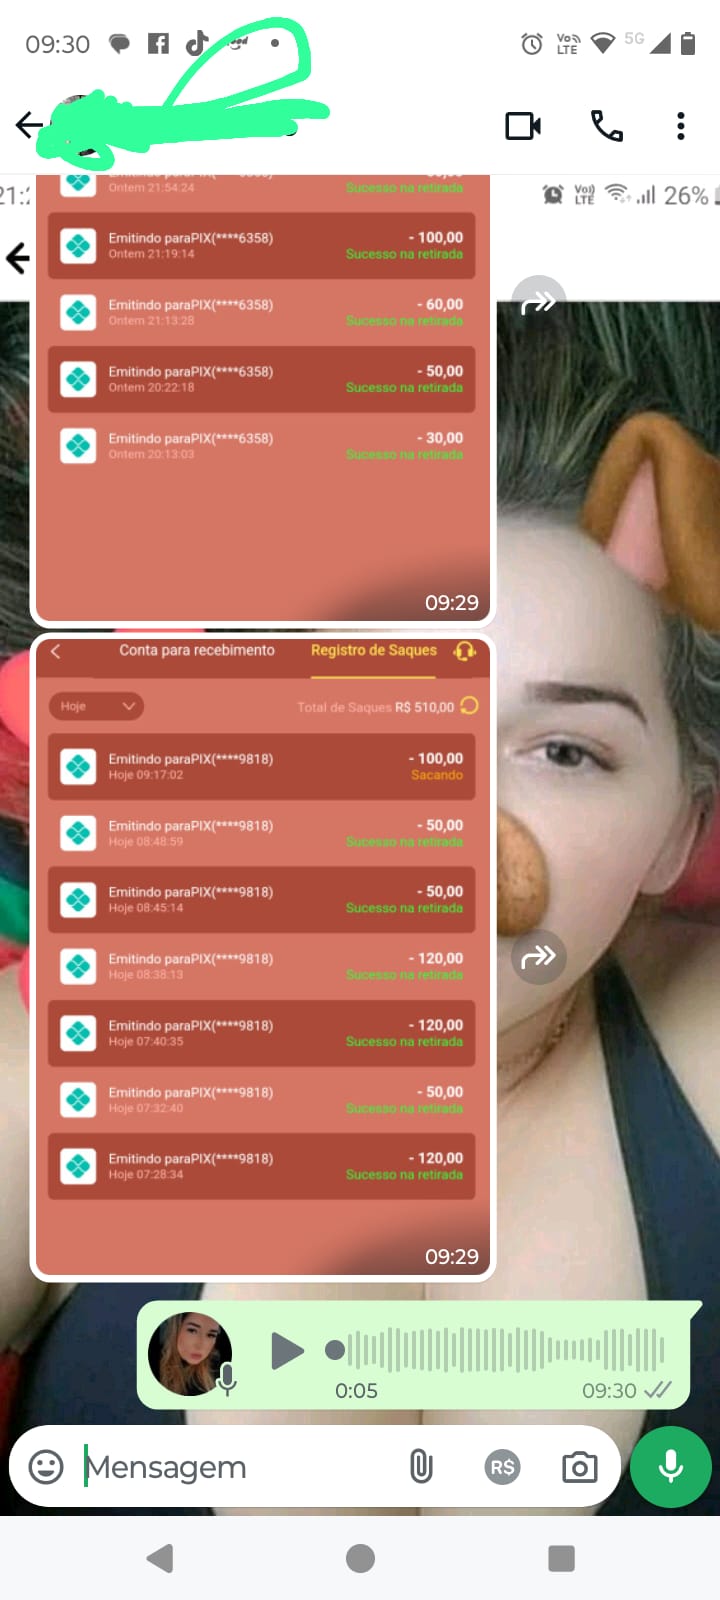 09:30
Vo LTE
5G
21:2
Vo) LTE
26%
Ontem 21:54:24
Sucesso na retirada
Emitindo paraPIX(****6358)
- 100,00
Ontem 21:19:14
Sucesso na retirada
Emitindo paraPIX(****6358)
- 60,00
Ontem 21:13:28
Sucesso na retirada
Emitindo paraPIX(****6358)
- 50,00
Ontem 20:22:18
Sucesso na retirada
Emitindo paraPIX(****6358)
- 30,00
Ontem 20:13:03
Sucesso na retirada
09:29
Conta para recebimento
Registro de Saques
Hoje
Total de Saques R$ 510,00
Emitindo paraPIX(****9818)
- 100,00
Hoje 09:17:02
Sacando
Emitindo paraPIX(****9818)
- 50,00
Hoje 08:48:59
Sucesso na retirada
Emitindo paraPIX(****9818)
- 50,00
Hoje 08:45:14
Sucesso na retirada
Emitindo paraPIX(****9818)
- 120,00
Hoje 08:38:13
Sucesso na retirada
Emitindo paraPIX(****9818)
- 120,00
Hoje 07:40:35
Sucesso na retirada
Emitindo paraPIX(****9818)
- 50,00
Hoje 07:32:40
Sucesso na retirada
Emitindo paraPIX(****9818)
- 120,00
Hoje 07:28:34
Sucesso na retirada
09:29
0:05
09:30
Mensagem
R$